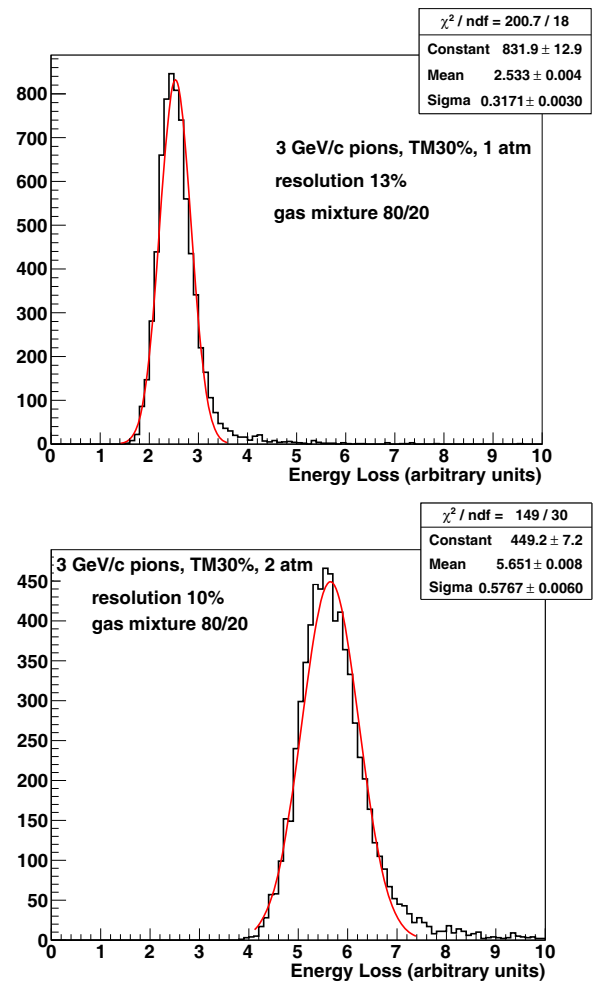 χ² / ndf = 200.7 / 18
Constant 831.9 ± 12.9
Mean 2.533 ± 0.004
Sigma 0.3171 ± 0.0030
3 GeV/c pions, TM30%, 1 atm
resolution 13%
gas mixture 80/20
800
700
600
500
400
300
200
100
0
0 1 2 3 4 5 6 7 8 9 10
Energy Loss (arbitrary units)
χ² / ndf = 149 / 30
Constant 449.2 ± 7.2
Mean 5.651 ± 0.008
Sigma 0.5767 ± 0.0060
3 GeV/c pions, TM30%, 2 atm
resolution 10%
gas mixture 80/20
450
400
350
300
250
200
150
100
50
0
0 1 2 3 4 5 6 7 8 9 10
Energy Loss (arbitrary units)